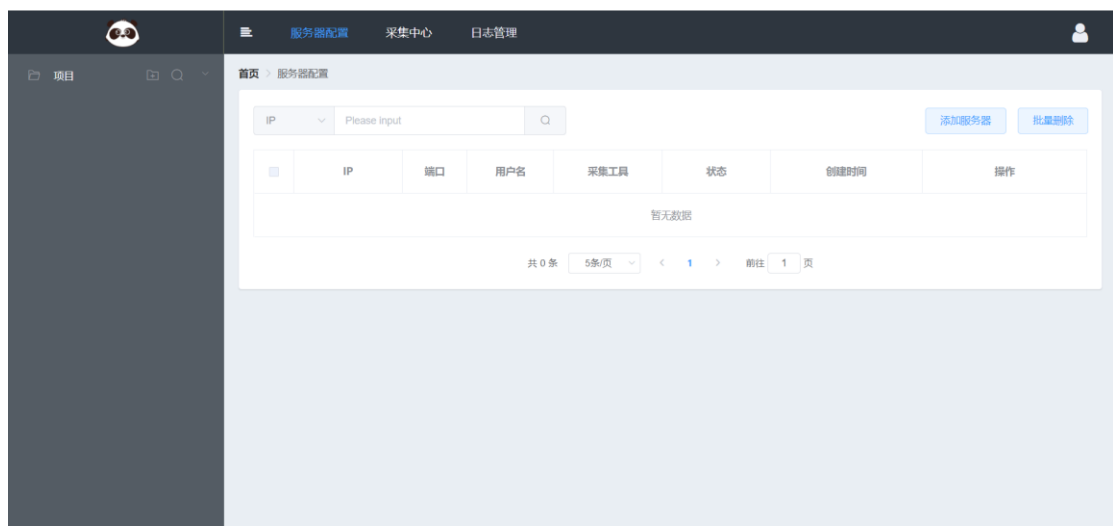 服务器配置 采集中心 日志管理
项目
首页 > 服务器配置
IP Please input 添加服务器 批量删除
IP 端口 用户名 采集工具 状态 创建时间 操作
暂无数据
共 0 条 5条/页 < 1 > 前往 1 页